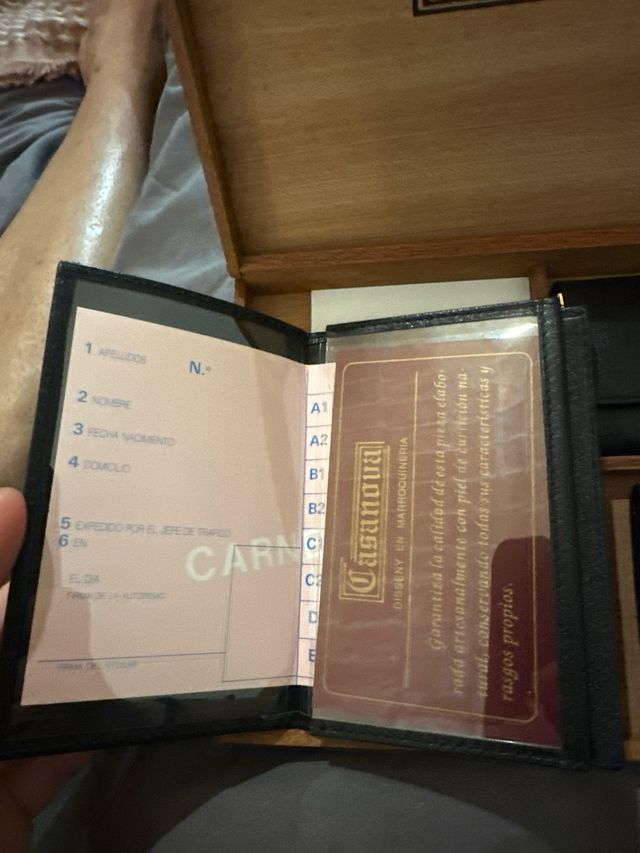 1 APELLIDOS
N.º
2 NOMBRE
3 FECHA NACIMIENTO
4 DOMICILIO
5 EXPEDIDO POR EL JEFE DE TRAFICO
6 EN
EL DIA
FIRMA DE LA AUTORIDAD
FIRMA DEL TITULAR
CARN
A1
A2
B1
B2
C1
C2
D
E
Casanova
DISSENY EN MARROQUINERIA
Garantiza la calidad de esta pieza elabo-
rada artesanalmente con piel de curtición na-
tural, conservando todas sus características y
rasgos propios.